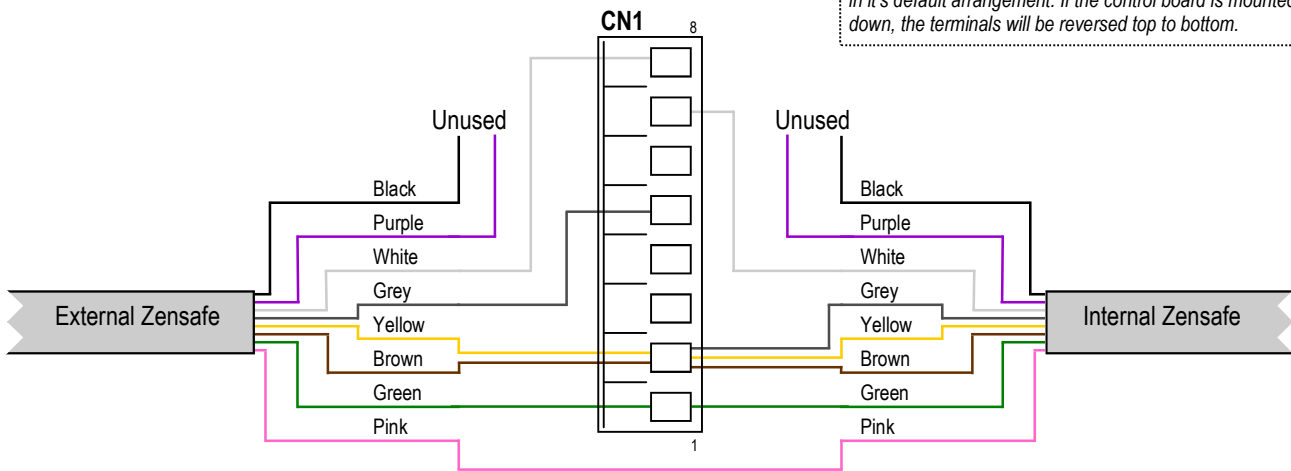 in it's default arrangement. If the control board is mounted
down, the terminals will be reversed top to bottom.
CN1
8
Unused
Unused
Black
Purple
White
Grey
Yellow
Brown
Green
Pink
External Zensafe
Black
Purple
White
Grey
Yellow
Brown
Green
Pink
Internal Zensafe
1